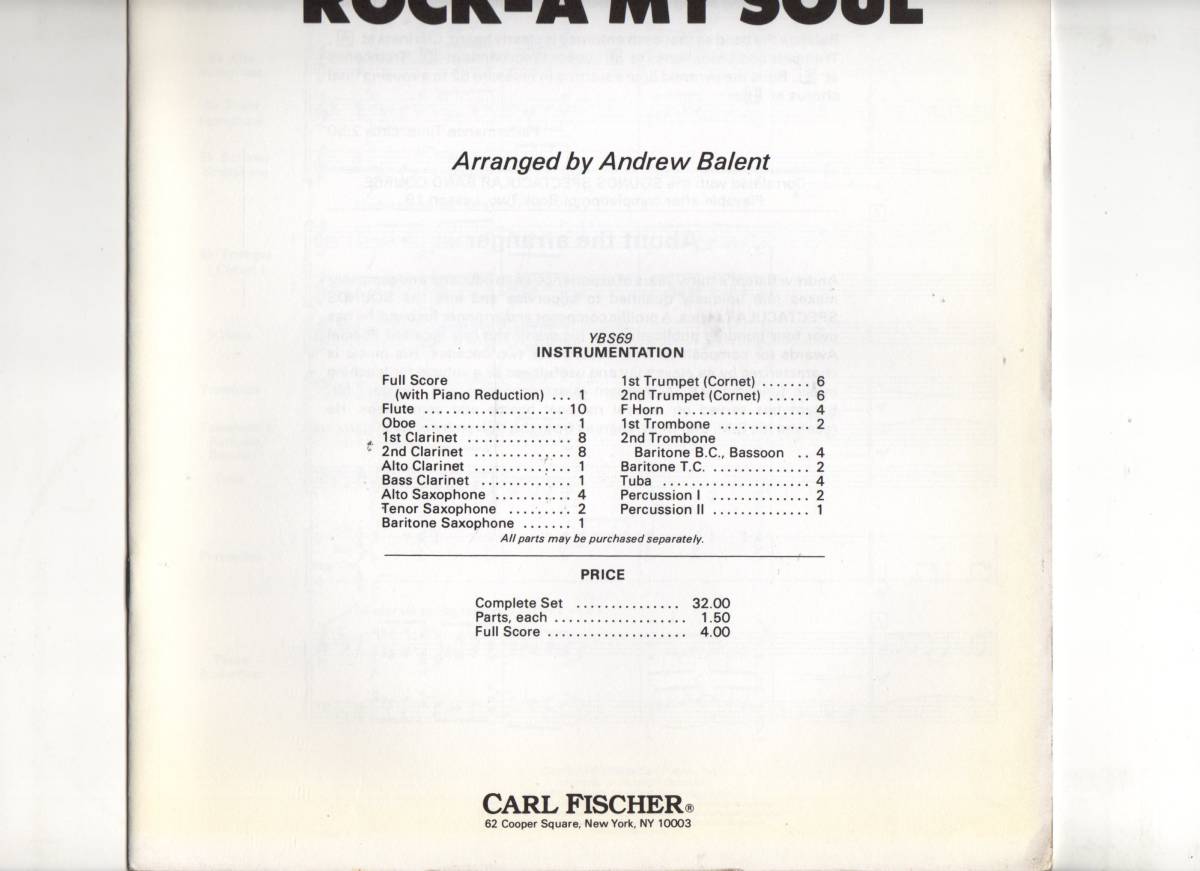 ROCK-A MY SOUL
Arranged by Andrew Balent
YBS69
INSTRUMENTATION
Full Score
(with Piano Reduction) ... 1
Flute ..................... 10
Oboe ....................... 1
1st Clarinet ............... 8
2nd Clarinet .............. 8
Alto Clarinet .............. 1
Bass Clarinet ............. 1
Alto Saxophone ........... 4
Tenor Saxophone ......... 2
Baritone Saxophone ....... 1
1st Trumpet (Cornet) ....... 6
2nd Trumpet (Cornet) ...... 6
F Horn .................... 4
1st Trombone ............. 2
2nd Trombone
Baritone B.C., Bassoon .. 4
Baritone T.C. .............. 2
Tuba ..................... 4
Percussion I .............. 2
Percussion II .............. 1
All parts may be purchased separately.
PRICE
Complete Set ............... 32.00
Parts, each ................... 1.50
Full Score .................... 4.00
CARL FISCHER®
62 Cooper Square, New York, NY 10003